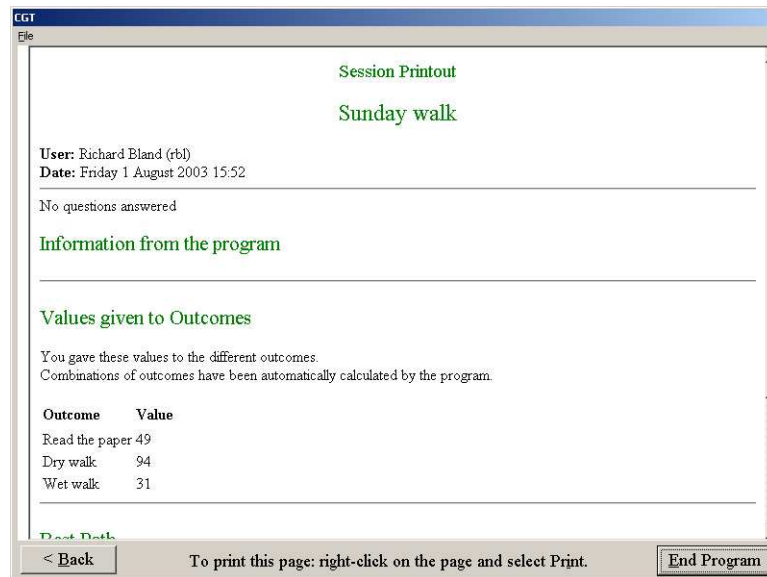 CGT
File
Session Printout
Sunday walk
User: Richard Bland (rbl)
Date: Friday 1 August 2003 15:52
No questions answered
Information from the program
Values given to Outcomes
You gave these values to the different outcomes.
Combinations of outcomes have been automatically calculated by the program.
Outcome Value
Read the paper 49
Dry walk 94
Wet walk 31
Best Path
< Back To print this page: right-click on the page and select Print. End Program